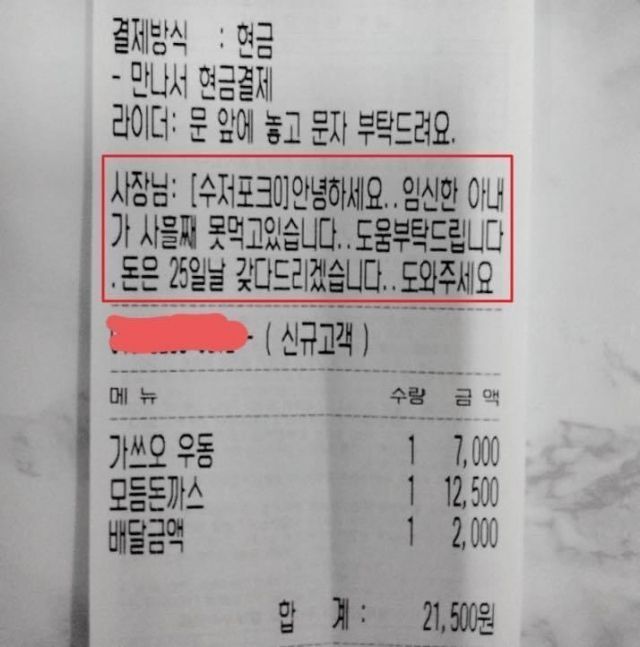 결제방식 : 현금
- 만나서 현금결제
라이더: 문 앞에 놓고 문자 부탁드려요.
사장님: [수저포크0]안녕하세요..임신한 아내
가 사흘째 못먹고있습니다..도움부탁드립니다
.돈은 25일날 갖다드리겠습니다..도와주세요
- ( 신규고객 )
메뉴 수량 금액
가쓰오 우동 1 7,000
모듬돈까스 1 12,500
배달금액 1 2,000
합 계 : 21,500원